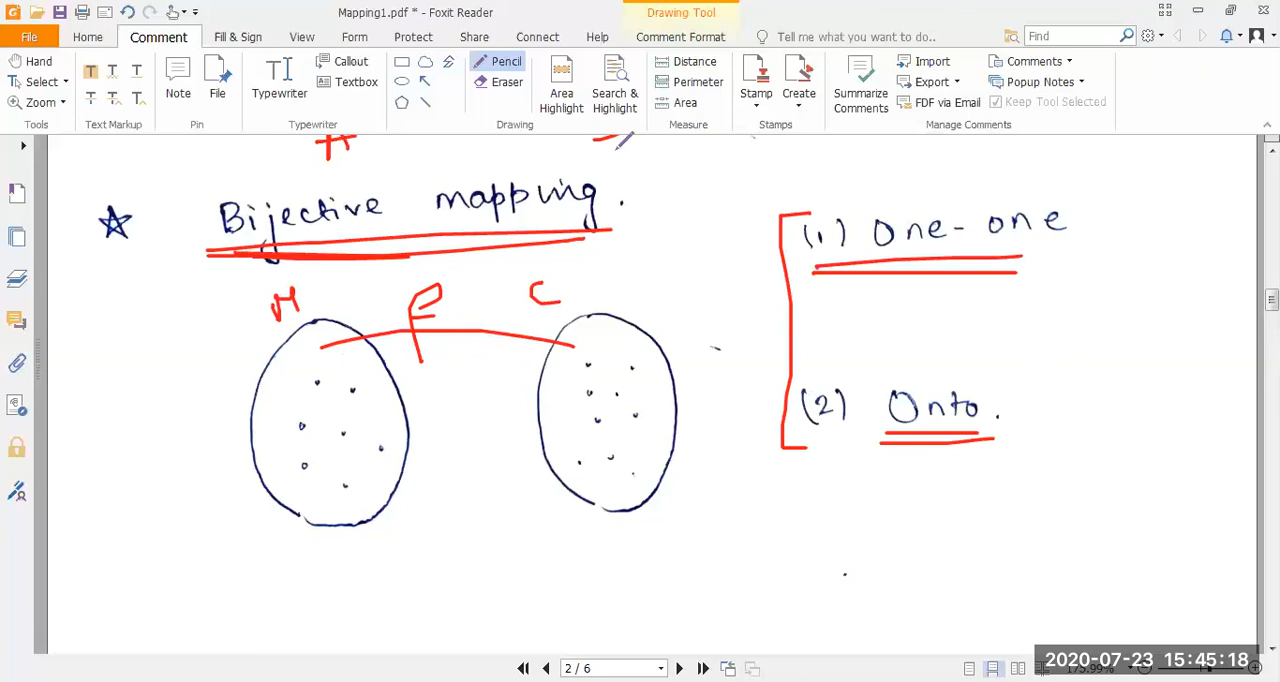 Mapping1.pdf * - Foxit Reader
Drawing Tool
File Home Comment Fill & Sign View Form Protect Share Connect Help Comment Format Tell me what you want to do.. Find
Hand
Select
Zoom
Tools
Text Markup
Note
File
Pin
Typewriter
Callout
Textbox
Typewriter
Pencil
Eraser
Area Highlight
Search & Highlight
Drawing
Distance
Perimeter
Area
Measure
Stamp
Create
Stamps
Summarize Comments
Import
Export
FDF via Email
Comments
Popup Notes
Keep Tool Selected
Manage Comments
Bijective mapping.
(1) One-one
M F C
(2) Onto.
2 / 6
2020-07-23 15:45:18